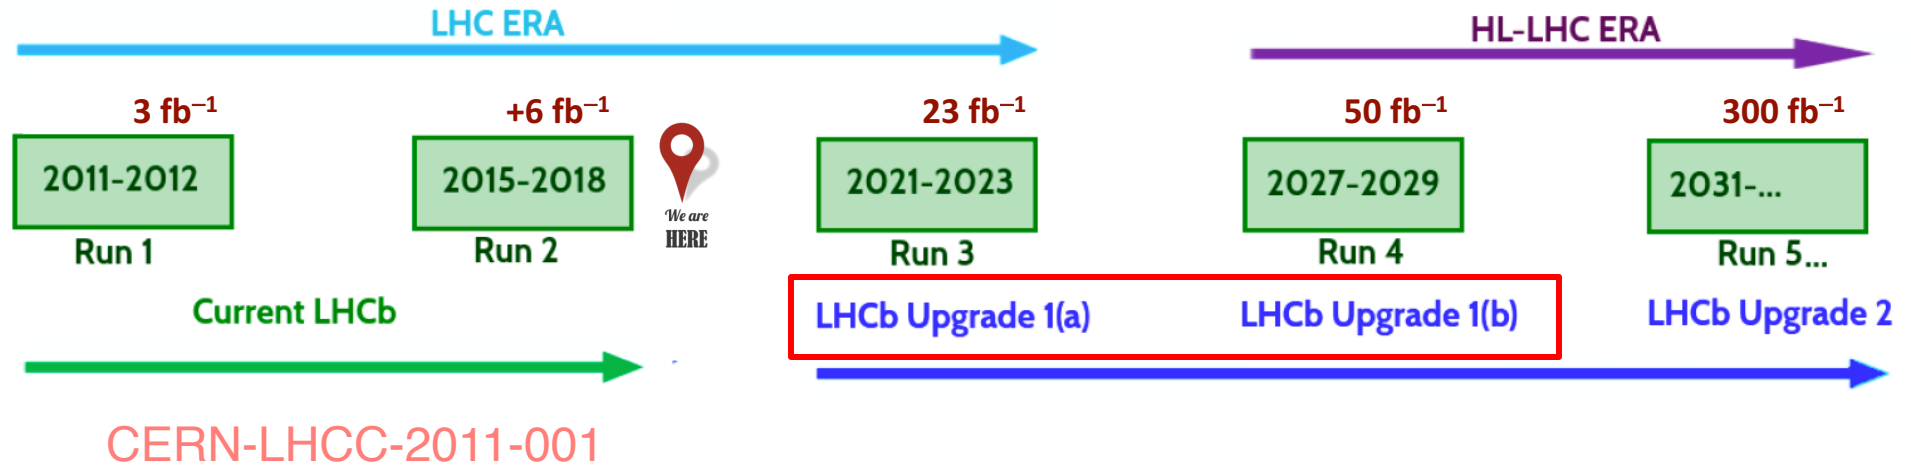 LHC ERA
HL-LHC ERA
3 fb⁻¹
+6 fb⁻¹
23 fb⁻¹
50 fb⁻¹
300 fb⁻¹
2011-2012
2015-2018
2021-2023
2027-2029
2031-...
We are
HERE
Run 1
Run 2
Run 3
Run 4
Run 5...
Current LHCb
LHCb Upgrade 1(a)
LHCb Upgrade 1(b)
LHCb Upgrade 2
CERN-LHCC-2011-001